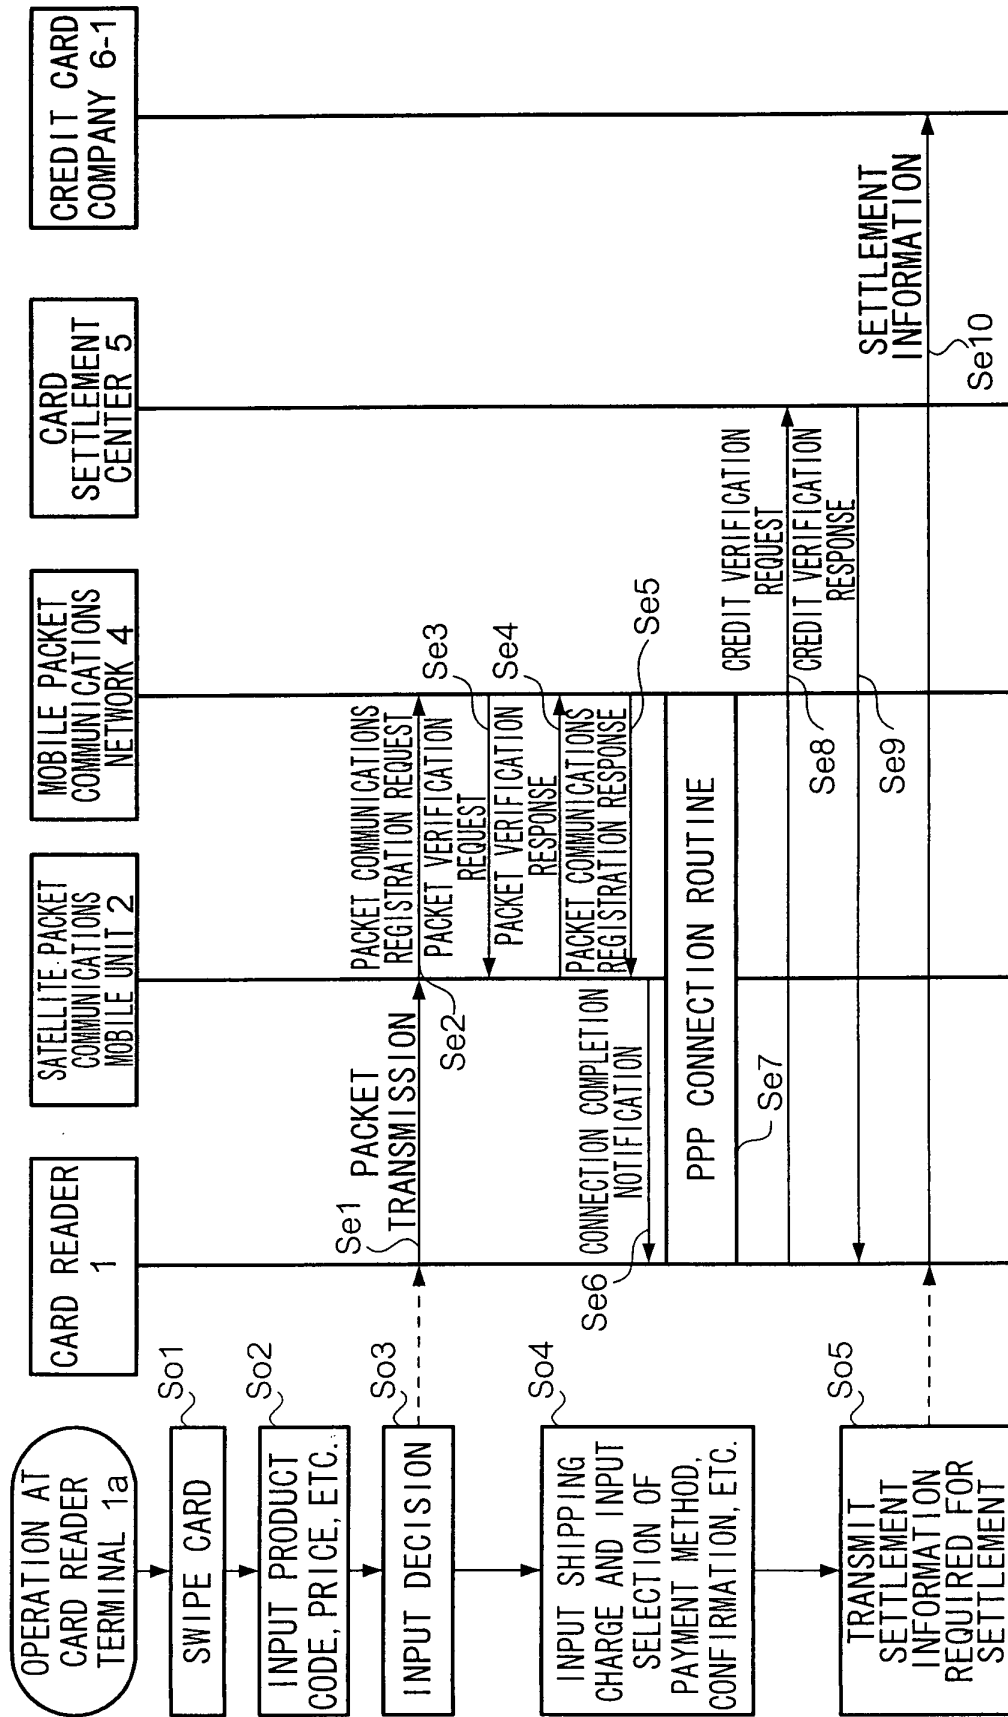 OPERATION AT
CARD READER
TERMINAL 1a
CARD READER
1
SATELLITE PACKET
COMMUNICATIONS
MOBILE UNIT 2
MOBILE PACKET
COMMUNICATIONS
NETWORK 4
CARD
SETTLEMENT
CENTER 5
CREDIT CARD
COMPANY 6-1
So1
SWIPE CARD
So2
INPUT PRODUCT
CODE, PRICE, ETC.
So3
INPUT DECISION
Se1
PACKET
TRANSMISSION
Se2
PACKET COMMUNICATIONS
REGISTRATION REQUEST
PACKET VERIFICATION
REQUEST
Se3
PACKET VERIFICATION
RESPONSE
Se4
PACKET COMMUNICATIONS
REGISTRATION RESPONSE
Se5
So4
INPUT SHIPPING
CHARGE AND INPUT
SELECTION OF
PAYMENT METHOD,
CONFIRMATION, ETC.
Se6
CONNECTION COMPLETION
NOTIFICATION
PPP CONNECTION ROUTINE
Se7
CREDIT VERIFICATION
REQUEST
Se8
CREDIT VERIFICATION
RESPONSE
Se9
So5
TRANSMIT
SETTLEMENT
INFORMATION
REQUIRED FOR
SETTLEMENT
SETTLEMENT
INFORMATION
Se10